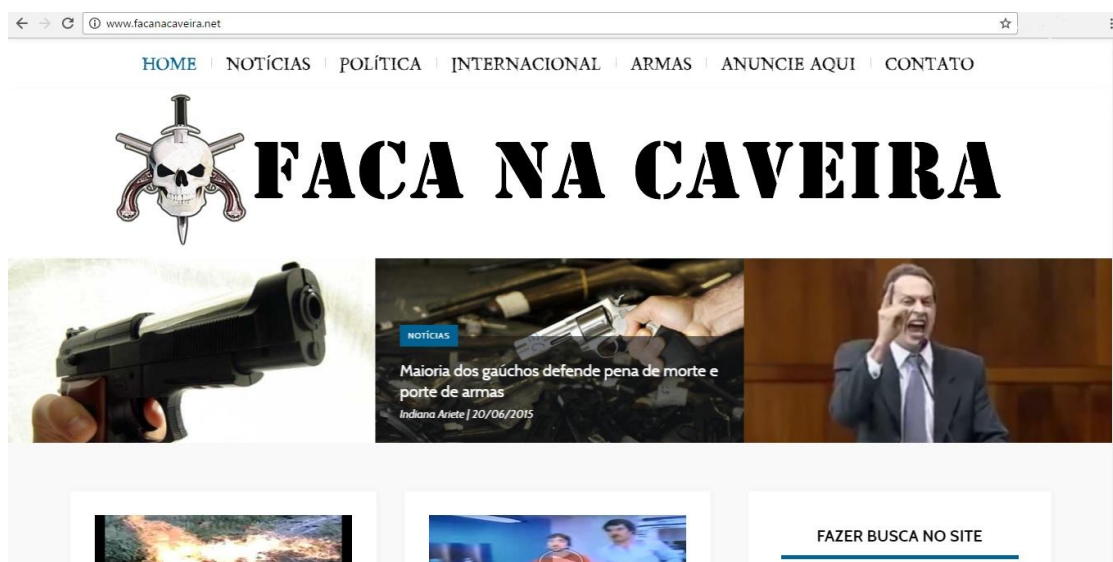 www.facanacaveira.net
HOME NOTÍCIAS POLÍTICA INTERNACIONAL ARMAS ANUNCIE AQUI CONTATO
FACA NA CAVEIRA
NOTÍCIAS
Maioria dos gaúchos defende pena de morte e
porte de armas
Indiana Ariete | 20/06/2015
FAZER BUSCA NO SITE